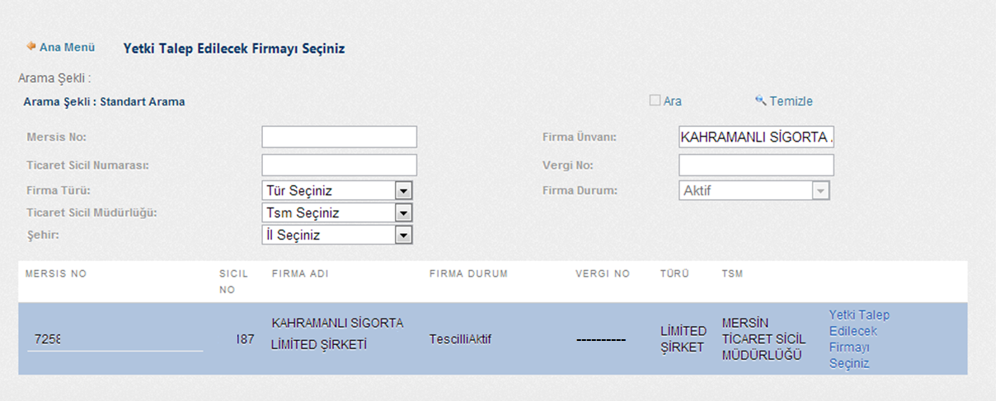 Ana Menü Yetki Talep Edilecek Firmayı Seçiniz
Arama Şekli :
Arama Şekli : Standart Arama Ara Temizle
Mersis No: Firma Ünvanı: KAHRAMANLI SİGORTA .
Ticaret Sicil Numarası: Vergi No:
Firma Türü: Tür Seçiniz Firma Durum: Aktif
Ticaret Sicil Müdürlüğü: Tsm Seçiniz
Şehir: İl Seçiniz
MERSIS NO SICIL NO FIRMA ADI FIRMA DURUM VERGI NO TÜRÜ TSM
7258 187 KAHRAMANLI SİGORTA LİMİTED ŞİRKETİ TescilliAktif ---------- LİMİTED ŞİRKET MERSİN TİCARET SİCİL MÜDÜRLÜĞÜ Yetki Talep Edilecek Firmayı Seçiniz